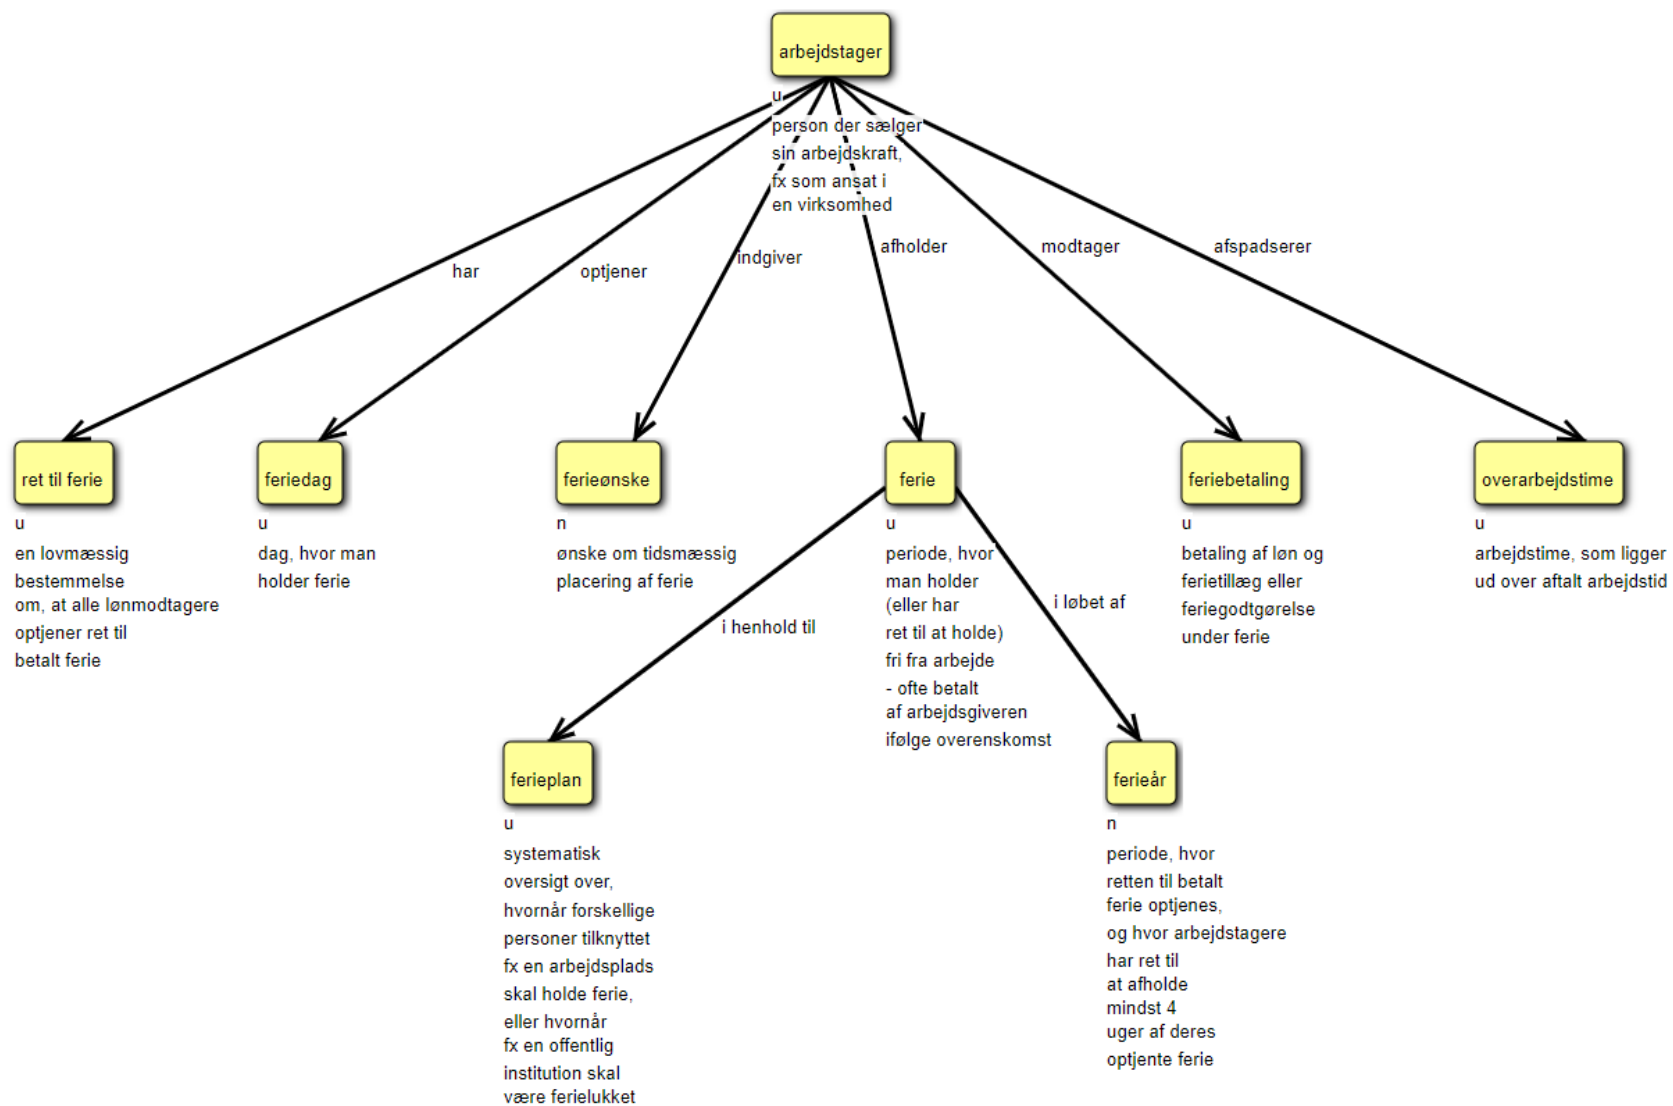 arbejdstager
u
person der sælger
sin arbejdskraft,
fx som ansat i
en virksomhed
har
optjener
indgiver
afholder
modtager
afspadserer
ret til ferie
u
en lovmæssig
bestemmelse
om, at alle lønmodtagere
optjener ret til
betalt ferie
feriedag
u
dag, hvor man
holder ferie
ferieønske
n
ønske om tidsmæssig
placering af ferie
ferie
u
periode, hvor
man holder
(eller har
ret til at holde)
fri fra arbejde
- ofte betalt
af arbejdsgiveren
ifølge overenskomst
feriebetaling
u
betaling af løn og
ferietillæg eller
feriegodtgørelse
under ferie
overarbejdstime
u
arbejdstime, som ligger
ud over aftalt arbejdstid
i henhold til
i løbet af
ferieplan
u
systematisk
oversigt over,
hvornår forskellige
personer tilknyttet
fx en arbejdsplads
skal holde ferie,
eller hvornår
fx en offentlig
institution skal
være ferielukket
ferieår
n
periode, hvor
retten til betalt
ferie optjenes,
og hvor arbejdstagere
har ret til
at afholde
mindst 4
uger af deres
optjente ferie